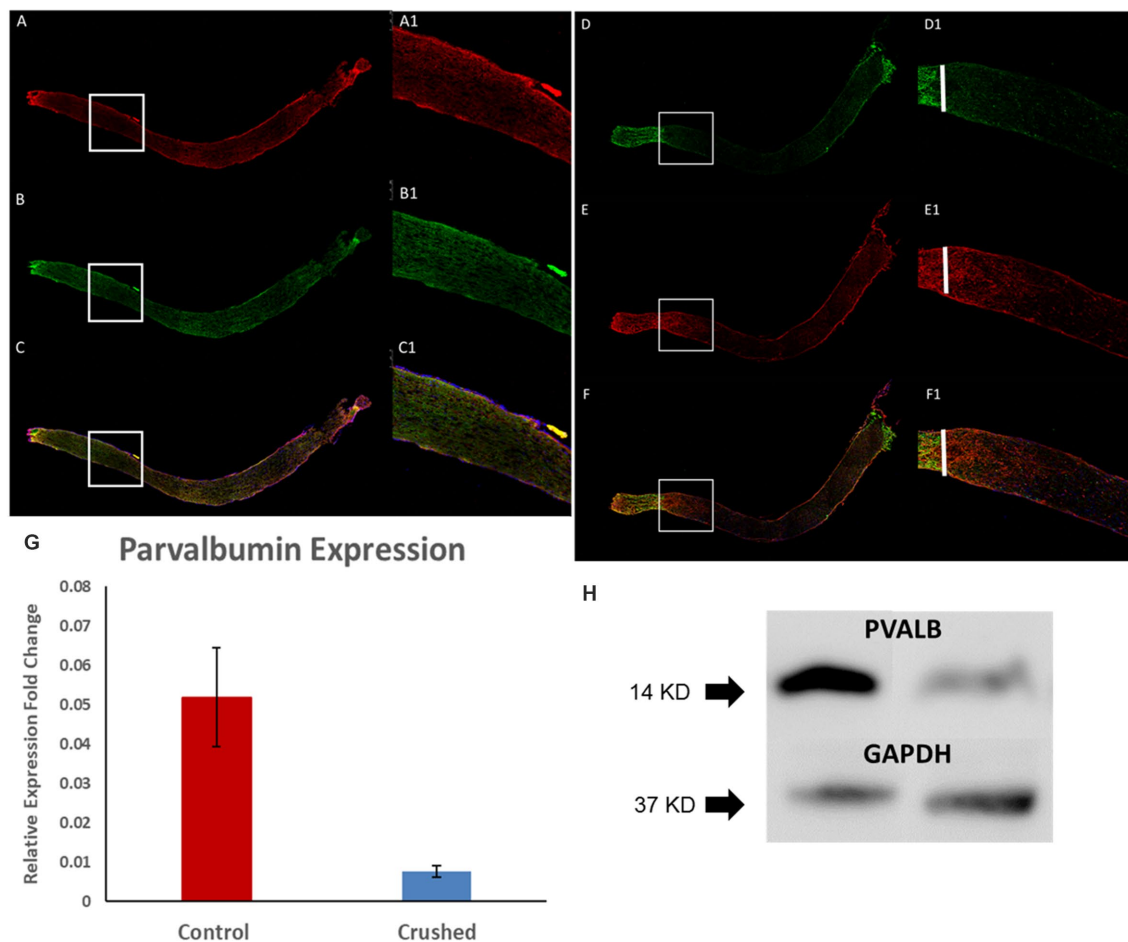 A
A1
D
D1
B
B1
E
E1
C
C1
F
F1
G
Parvalbumin Expression
Relative Expression Fold Change
0.08
0.07
0.06
0.05
0.04
0.03
0.02
0.01
0
Control
Crushed
H
PVALB
14 KD
GAPDH
37 KD